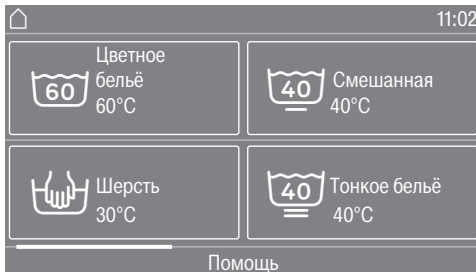 11:02
Цветное
бельё
60°C
60
Смешанная
40°C
40
Шерсть
30°C
Тонкое бельё
40°C
40
Помощь